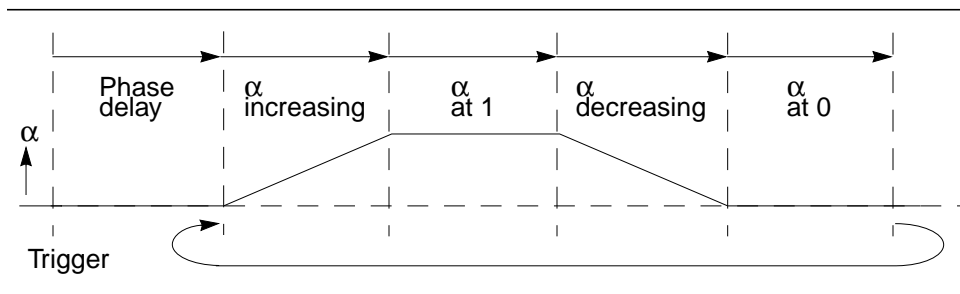 Phase
delay
α
increasing
α
at 1
α
decreasing
α
at 0
α
Trigger